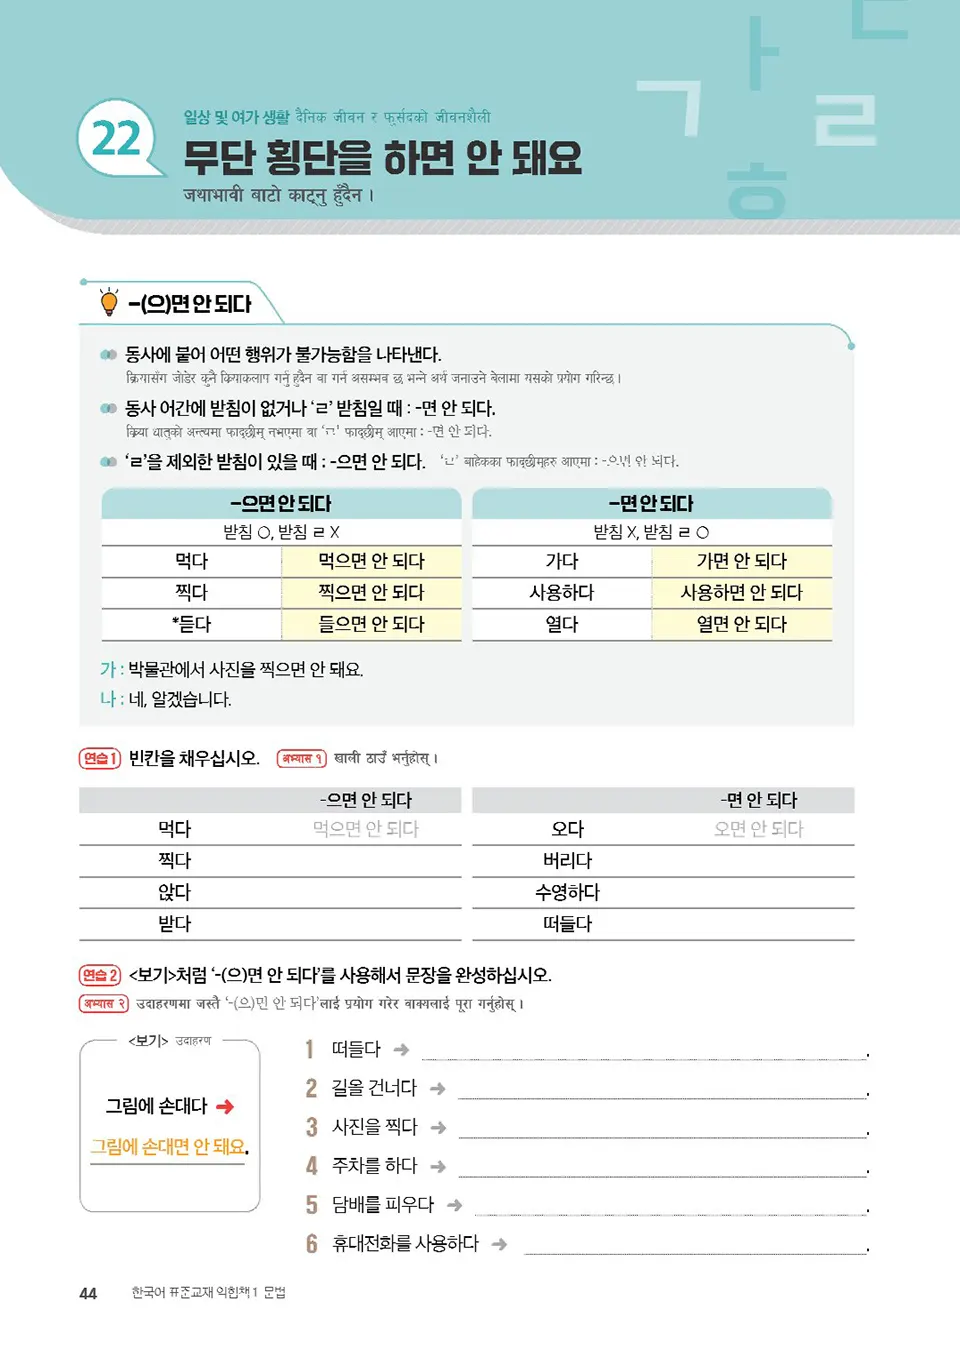 22
일상 및 여가 생활 दैनिक जीवन र फुर्सदको जीवनशैली
무단 횡단을 하면 안 돼요
जथाभावी बाटो काट्नु हुँदैन ।
ㄱ ㅏ ㄹ ㅎ
-(으)면 안 되다
동사에 붙어 어떤 행위가 불가능함을 나타낸다.
क्रियासँग जोडेर कुनै क्रियाकलाप गर्नु हुदैन वा गर्न असम्भव छ भन्ने अर्थ जनाउने बेलामा यसको प्रयोग गरिन्छ ।
동사 어간에 받침이 없거나 ‘ㄹ’ 받침일 때 : -면 안 되다.
क्रिया धातुको अन्त्यमा फाद्छीम् नभएमा वा ‘ㄹ’ फाद्छीम् आएमा : -면 안 되다.
‘ㄹ’을 제외한 받침이 있을 때 : -으면 안 되다. ‘ㄹ’ बाहेकका फाद्छीमहरु आएमा : -으면 안 되다.
-으면 안 되다 -면 안 되다
받침 ○, 받침 ㄹ X 받침 X, 받침 ㄹ ○
먹다 먹으면 안 되다 가다 가면 안 되다
찍다 찍으면 안 되다 사용하다 사용하면 안 되다
*듣다 들으면 안 되다 열다 열면 안 되다
가 : 박물관에서 사진을 찍으면 안 돼요.
나 : 네, 알겠습니다.
연습 1 빈칸을 채우십시오. अभ्यास १ खाली ठाउँ भर्नुहोस् ।
-으면 안 되다 -면 안 되다
먹다 먹으면 안 되다 오다 오면 안 되다
찍다 버리다
앉다 수영하다
받다 떠들다
연습 2 <보기>처럼 ‘-(으)면 안 되다’를 사용해서 문장을 완성하십시오.
अभ्यास २ उदाहरणमा जस्तै ‘-(으)민 안 되다’लाई प्रयोग गरेर वाक्यलाई पूरा गर्नुहोस् ।
<보기> उदाहरण
그림에 손대다 ➜
그림에 손대면 안 돼요.
1 떠들다 ➜ .
2 길을 건너다 ➜ .
3 사진을 찍다 ➜ .
4 주차를 하다 ➜ .
5 담배를 피우다 ➜ .
6 휴대전화를 사용하다 ➜ .
44 한국어 표준교재 익힘책 1 문법